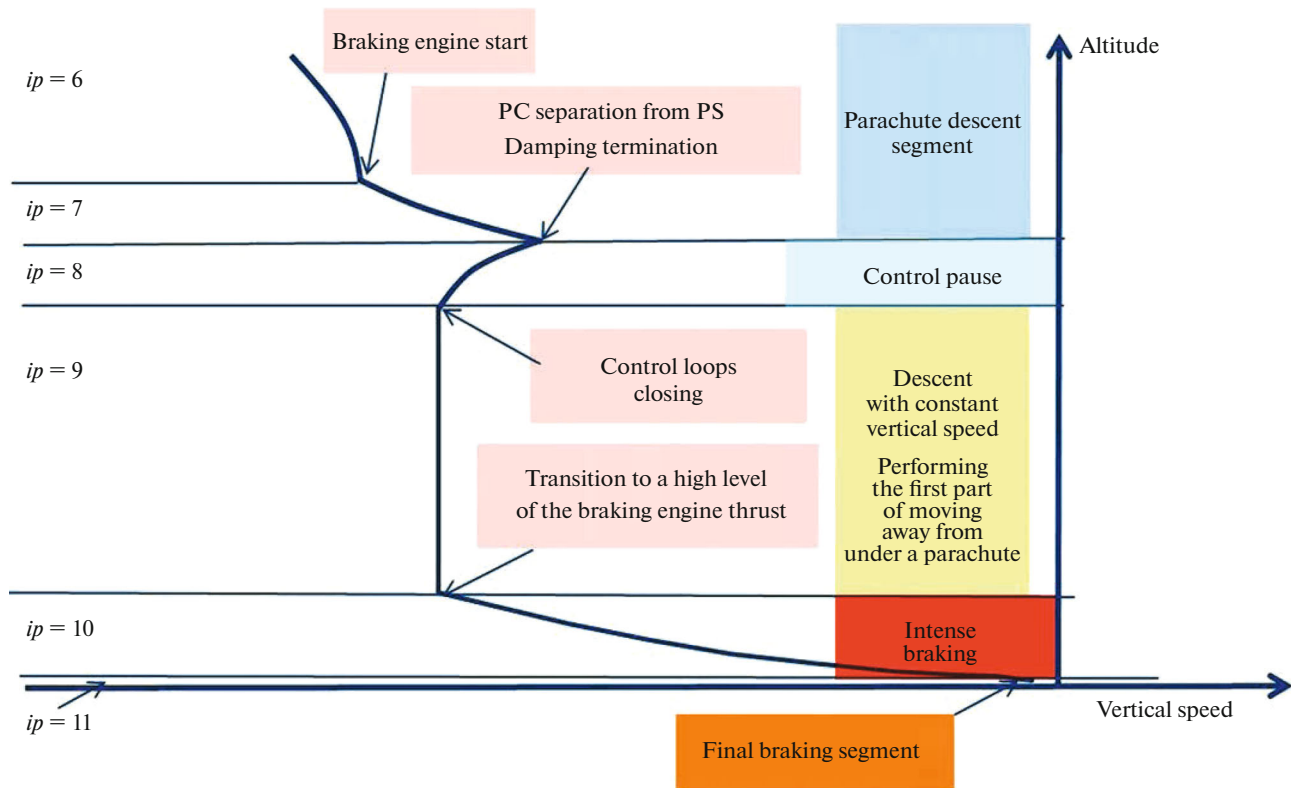 Braking engine start
Altitude
ip = 6
PC separation from PS
Damping termination
Parachute descent
segment
ip = 7
ip = 8
Control pause
ip = 9
Control loops
closing
Descent
with constant
vertical speed
Performing
the first part
of moving
away from
under a parachute
Transition to a high level
of the braking engine thrust
ip = 10
Intense
braking
ip = 11
Vertical speed
Final braking segment